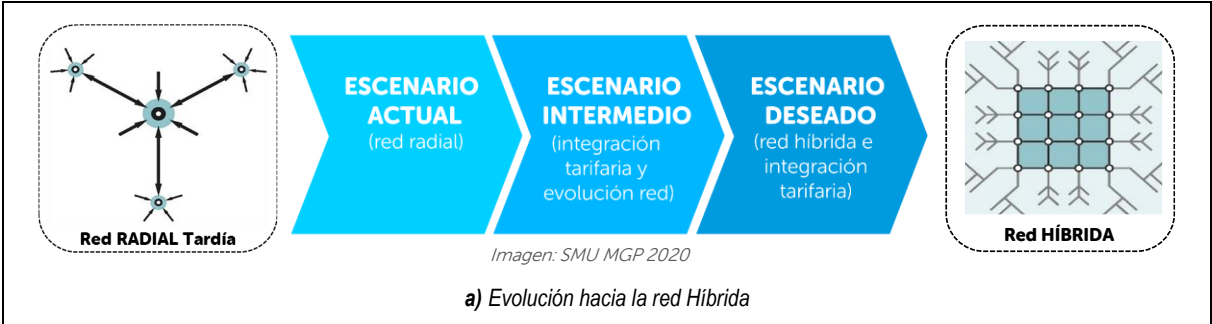 Red RADIAL Tardía
ESCENARIO
ACTUAL
(red radial)
ESCENARIO
INTERMEDIO
(integración
tarifaria y
evolución red)
ESCENARIO
DESEADO
(red híbrida e
integración
tarifaria)
Red HÍBRIDA
Imagen: SMU MGP 2020
a) Evolución hacia la red Híbrida